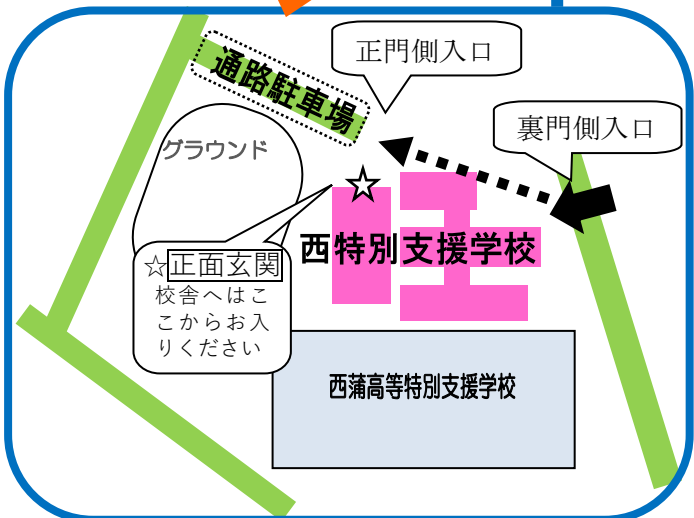 正門側入口
通路駐車場
裏門側入口
グラウンド
西特別支援学校
☆正面玄関
校舎へはこ
こからお入
りください
西蒲高等特別支援学校